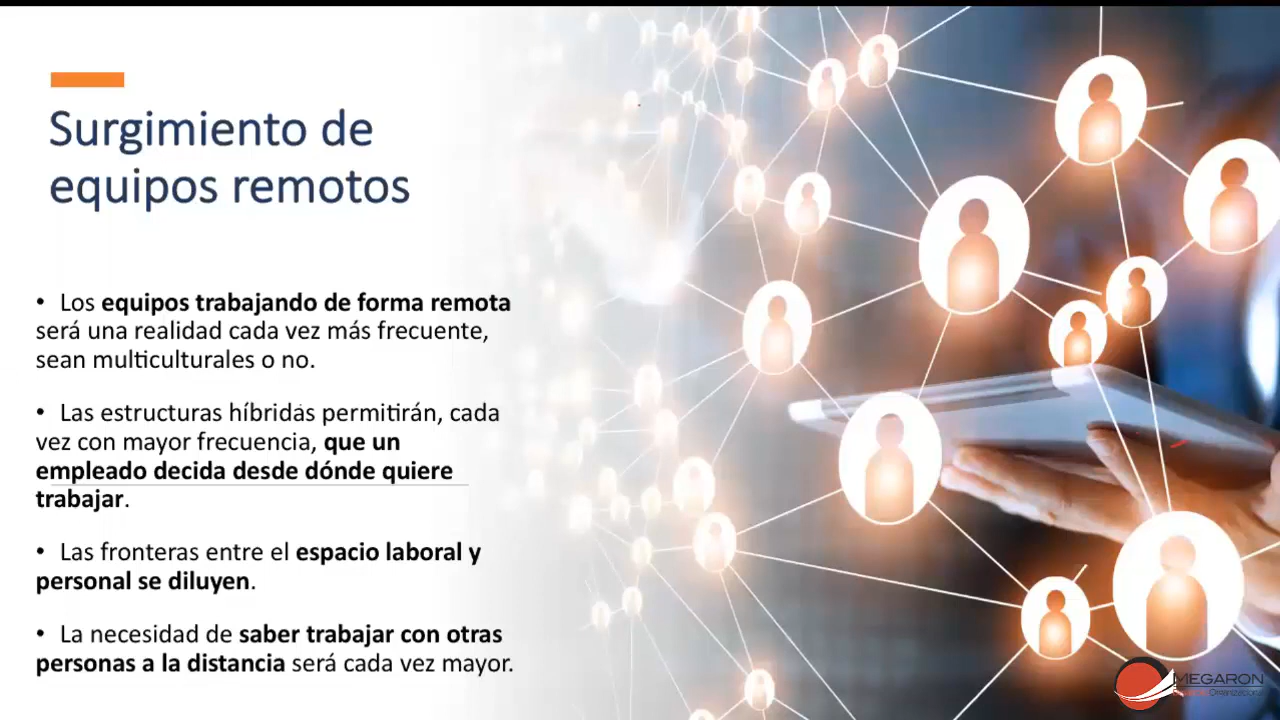 Surgimiento de
equipos remotos
• Los equipos trabajando de forma remota
será una realidad cada vez más frecuente,
sean multiculturales o no.
• Las estructuras híbridas permitirán, cada
vez con mayor frecuencia, que un
empleado decida desde dónde quiere
trabajar.
• Las fronteras entre el espacio laboral y
personal se diluyen.
• La necesidad de saber trabajar con otras
personas a la distancia será cada vez mayor.
MEGARON